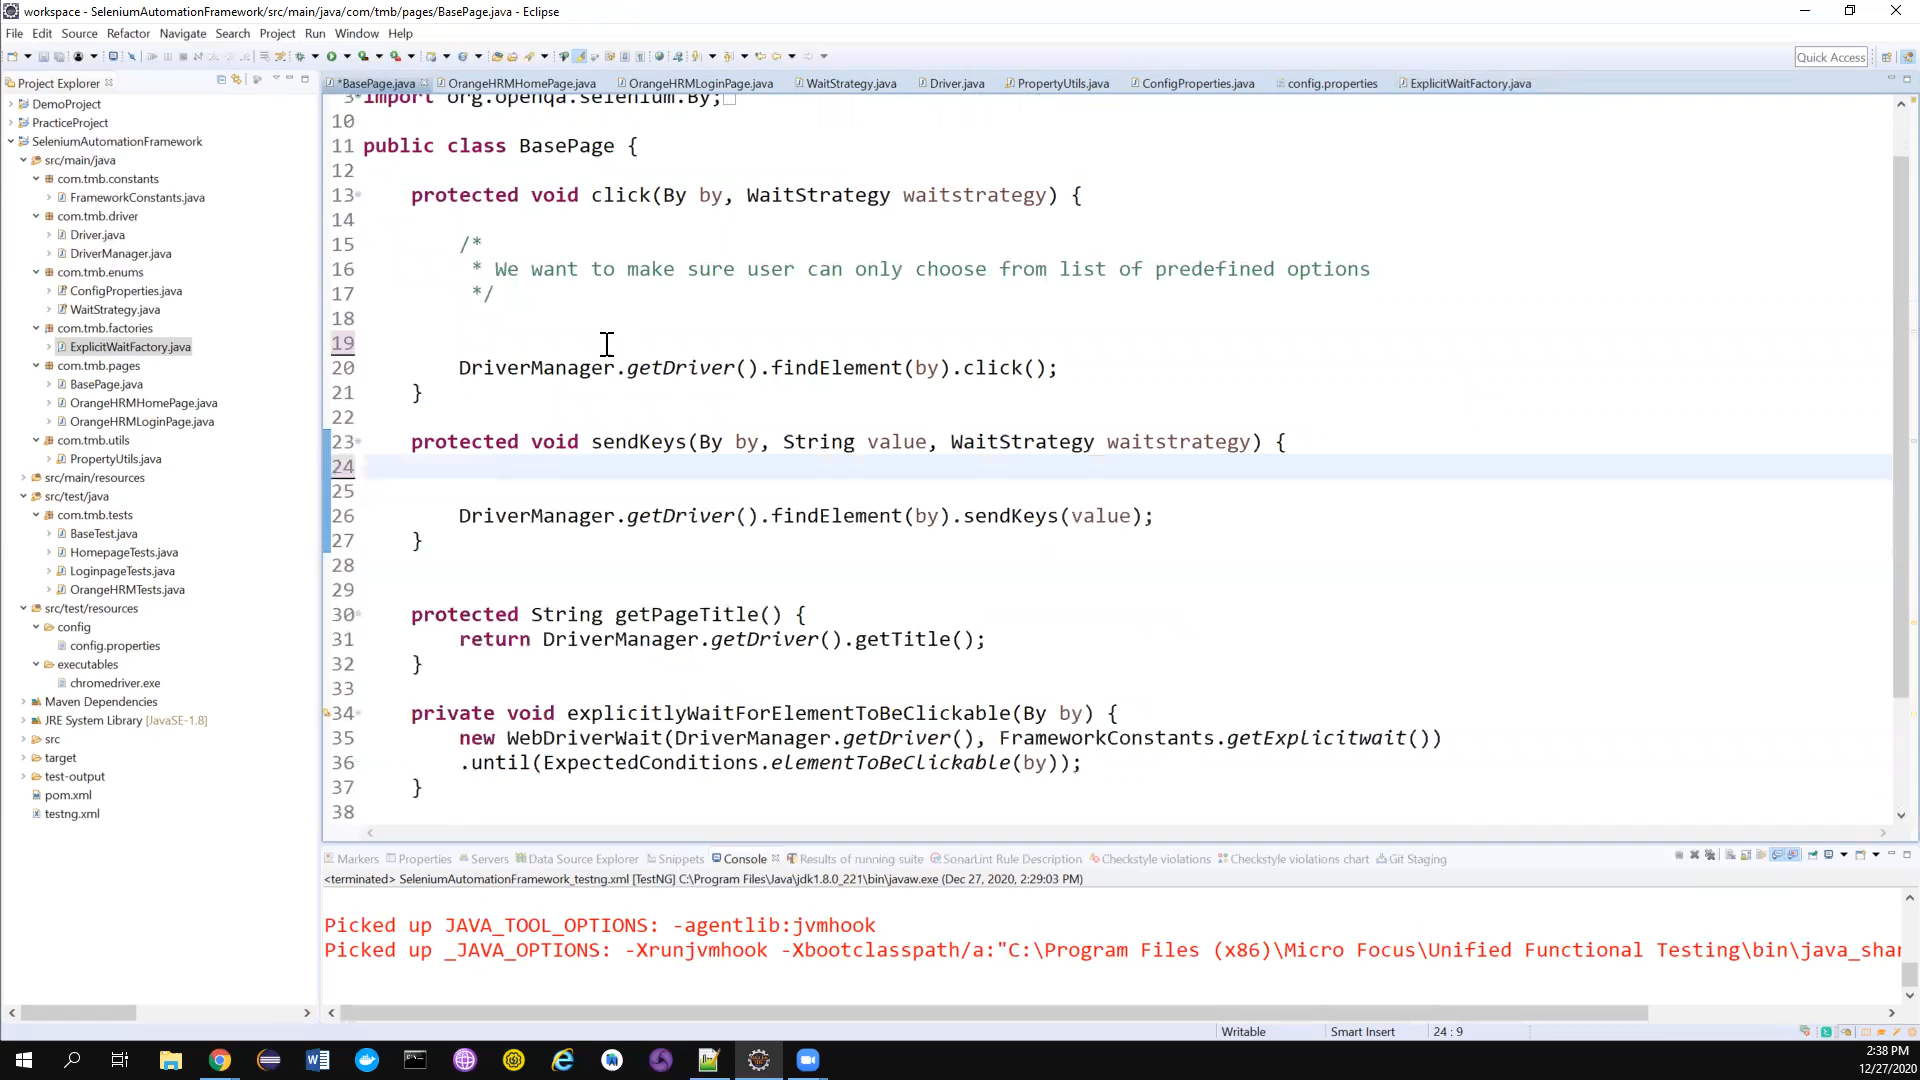 workspace - SeleniumAutomationFramework/src/main/java/com/tmb/pages/BasePage.java - Eclipse
File Edit Source Refactor Navigate Search Project Run Window Help
Quick Access
Project Explorer
*BasePage.java OrangeHRMHomePage.java OrangeHRMLoginPage.java WaitStrategy.java Driver.java PropertyUtils.java ConfigProperties.java config.properties ExplicitWaitFactory.java
DemoProject
PracticeProject
SeleniumAutomationFramework
src/main/java
com.tmb.constants
FrameworkConstants.java
com.tmb.driver
Driver.java
DriverManager.java
com.tmb.enums
ConfigProperties.java
WaitStrategy.java
com.tmb.factories
ExplicitWaitFactory.java
com.tmb.pages
BasePage.java
OrangeHRMHomePage.java
OrangeHRMLoginPage.java
com.tmb.utils
PropertyUtils.java
src/main/resources
src/test/java
com.tmb.tests
BaseTest.java
HomepageTests.java
LoginpageTests.java
OrangeHRMTests.java
src/test/resources
config
config.properties
executables
chromedriver.exe
Maven Dependencies
JRE System Library [JavaSE-1.8]
src
target
test-output
pom.xml
testng.xml
3 import org.openqa.selenium.By;
10
11 public class BasePage {
12
13 protected void click(By by, WaitStrategy waitstrategy) {
14
15 /*
16 * We want to make sure user can only choose from list of predefined options
17 */
18
19
20 DriverManager.getDriver().findElement(by).click();
21 }
22
23 protected void sendKeys(By by, String value, WaitStrategy waitstrategy) {
24
25
26 DriverManager.getDriver().findElement(by).sendKeys(value);
27 }
28
29
30 protected String getPageTitle() {
31 return DriverManager.getDriver().getTitle();
32 }
33
34 private void explicitlyWaitForElementToBeClickable(By by) {
35 new WebDriverWait(DriverManager.getDriver(), FrameworkConstants.getExplicitwait())
36 .until(ExpectedConditions.elementToBeClickable(by));
37 }
38
Markers Properties Servers Data Source Explorer Snippets Console Results of running suite SonarLint Rule Description Checkstyle violations Checkstyle violations chart Git Staging
<terminated> SeleniumAutomationFramework_testng.xml [TestNG] C:\Program Files\Java\jdk1.8.0_221\bin\javaw.exe (Dec 27, 2020, 2:29:03 PM)
Picked up JAVA_TOOL_OPTIONS: -agentlib:jvmhook
Picked up _JAVA_OPTIONS: -Xrunjvmhook -Xbootclasspath/a:"C:\Program Files (x86)\Micro Focus\Unified Functional Testing\bin\java_shar
Writable Smart Insert 24 : 9
2:38 PM
12/27/2020